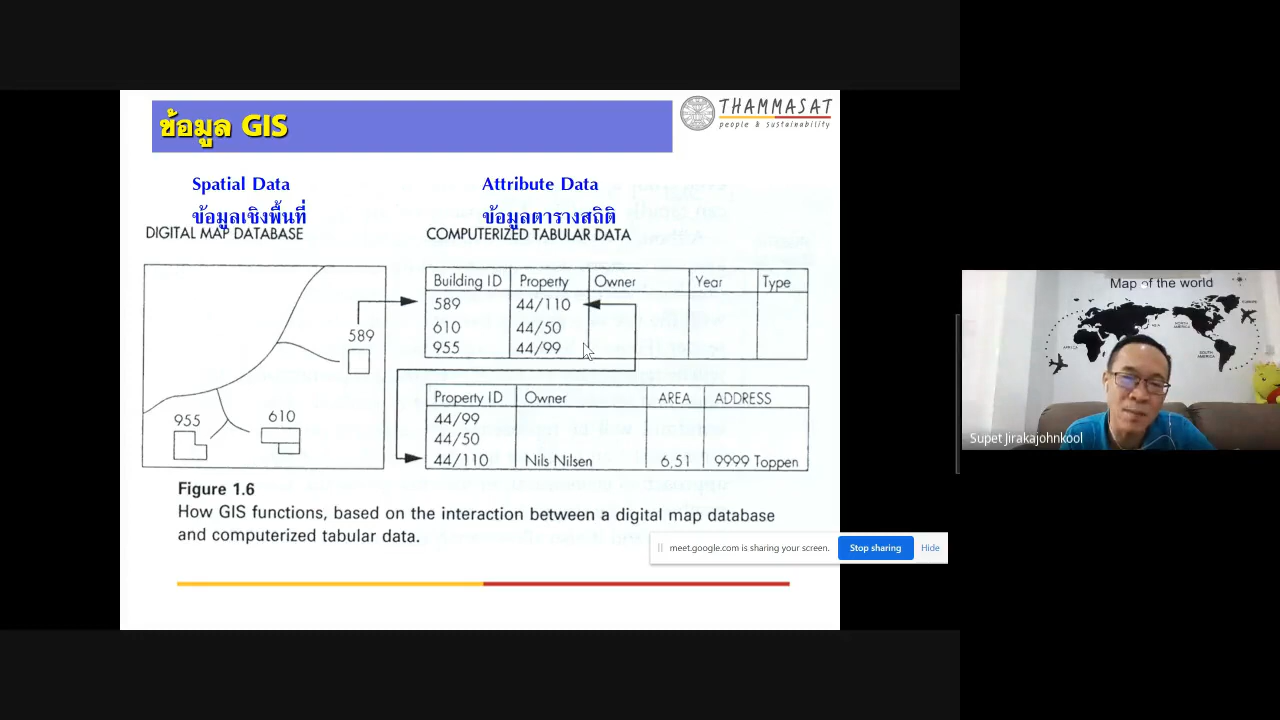 ข้อมูล GIS
THAMMASAT
people & sustainability
Spatial Data
ข้อมูลเชิงพื้นที่
DIGITAL MAP DATABASE
Attribute Data
ข้อมูลตารางสถิติ
COMPUTERIZED TABULAR DATA
589
955
610
Building ID Property Owner Year Type
589 44/110
610 44/50
955 44/99
Property ID Owner AREA ADDRESS
44/99
44/50
44/110 Nils Nilsen 6,51 9999 Toppen
Figure 1.6
How GIS functions, based on the interaction between a digital map database
and computerized tabular data.
meet.google.com is sharing your screen. Stop sharing Hide
Map of the world
NORTH
AMERICA
SOUTH
AMERICA
Supet Jirakajohnkool